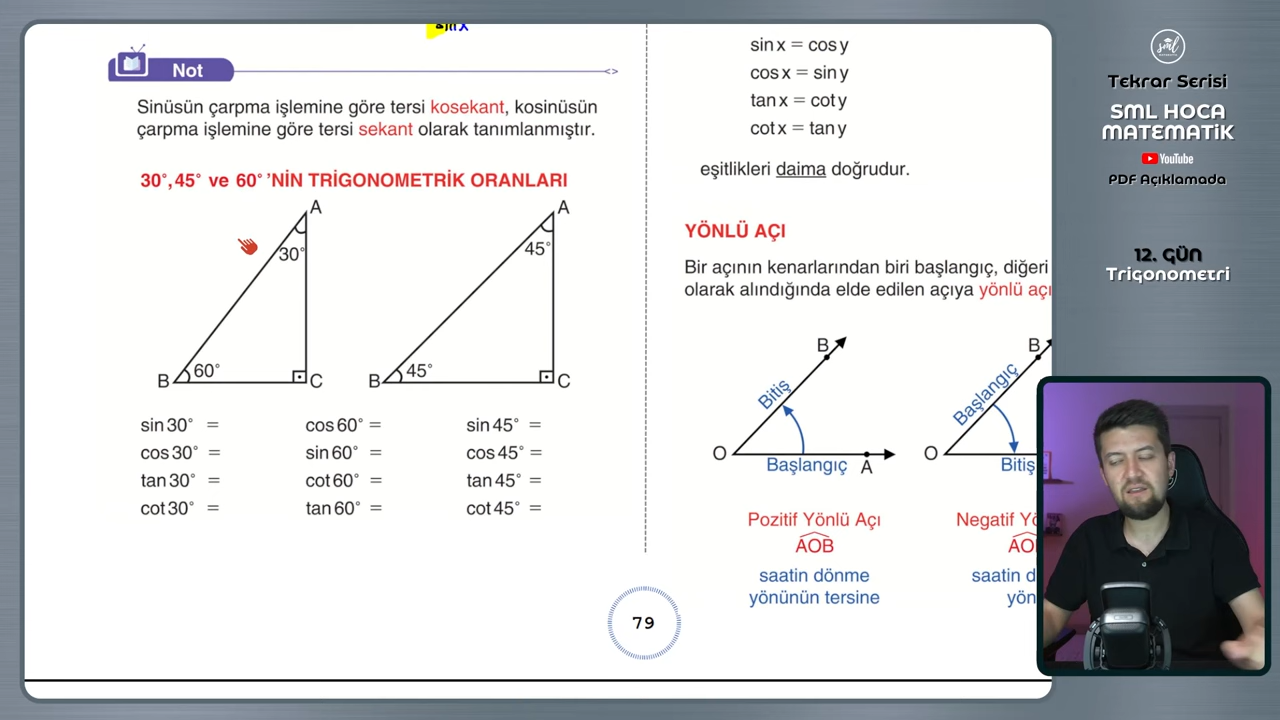 Not
Sinüsün çarpma işlemine göre tersi kosekant, kosinüsün
çarpma işlemine göre tersi sekant olarak tanımlanmıştır.
30°, 45° ve 60°'NİN TRİGONOMETRİK ORANLARI
A
30°
60°
B
C
A
45°
45°
B
C
sin 30° =
cos 30° =
tan 30° =
cot 30° =
cos 60° =
sin 60° =
cot 60° =
tan 60° =
sin 45° =
cos 45° =
tan 45° =
cot 45° =
sin x = cos y
cos x = sin y
tan x = cot y
cot x = tan y
eşitlikleri daima doğrudur.
YÖNLÜ AÇI
Bir açının kenarlarından biri başlangıç, diğeri
olarak alındığında elde edilen açıya yönlü açı
B
Bitiş
O
Başlangıç
A
Pozitif Yönlü Açı
AOB
saatin dönme
yönünün tersine
B
Başlangıç
O
Bitiş
Negatif
79
Tekrar Serisi
SML HOCA
MATEMATİK
YouTube
PDF Açıklamada
12. GÜN
Trigonometri